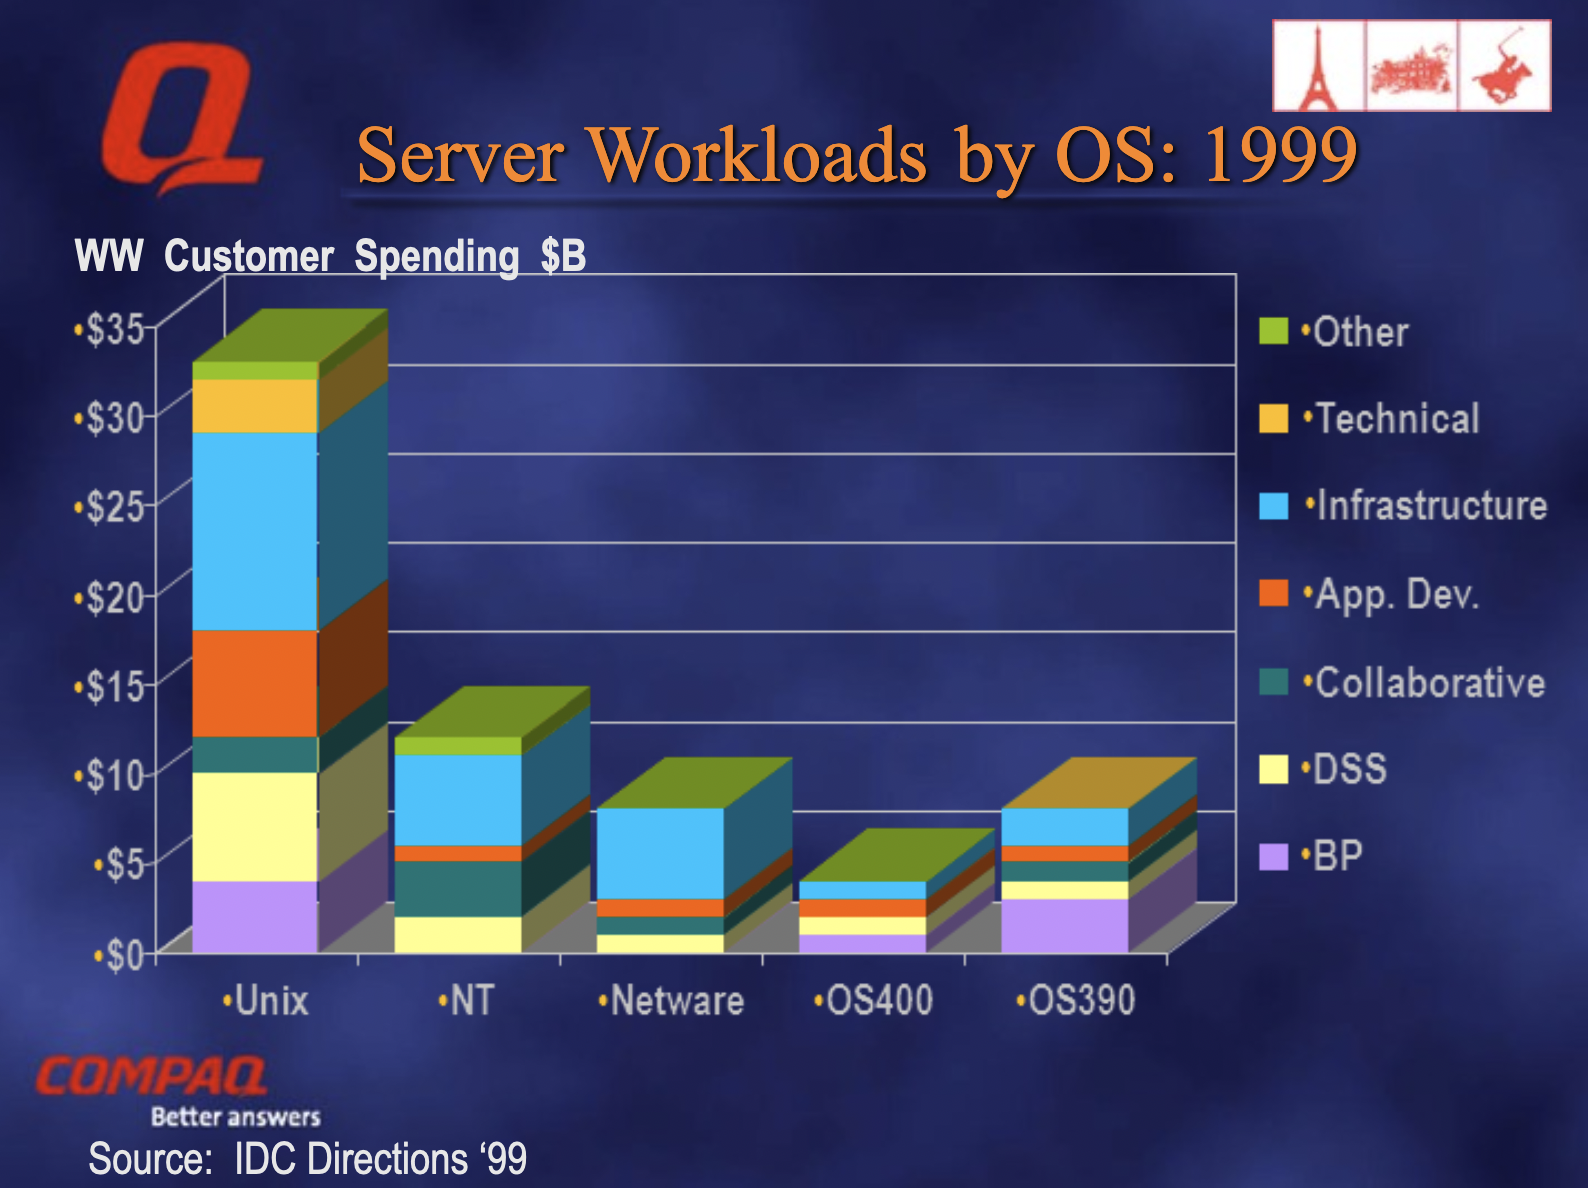 Q
Server Workloads by OS: 1999
WW Customer Spending $B
•$35
•$30
•$25
•$20
•$15
•$10
•$5
•$0
•Unix •NT •Netware •OS400 •OS390
•Other
•Technical
•Infrastructure
•App. Dev.
•Collaborative
•DSS
•BP
COMPAQ
Better answers
Source: IDC Directions ‘99